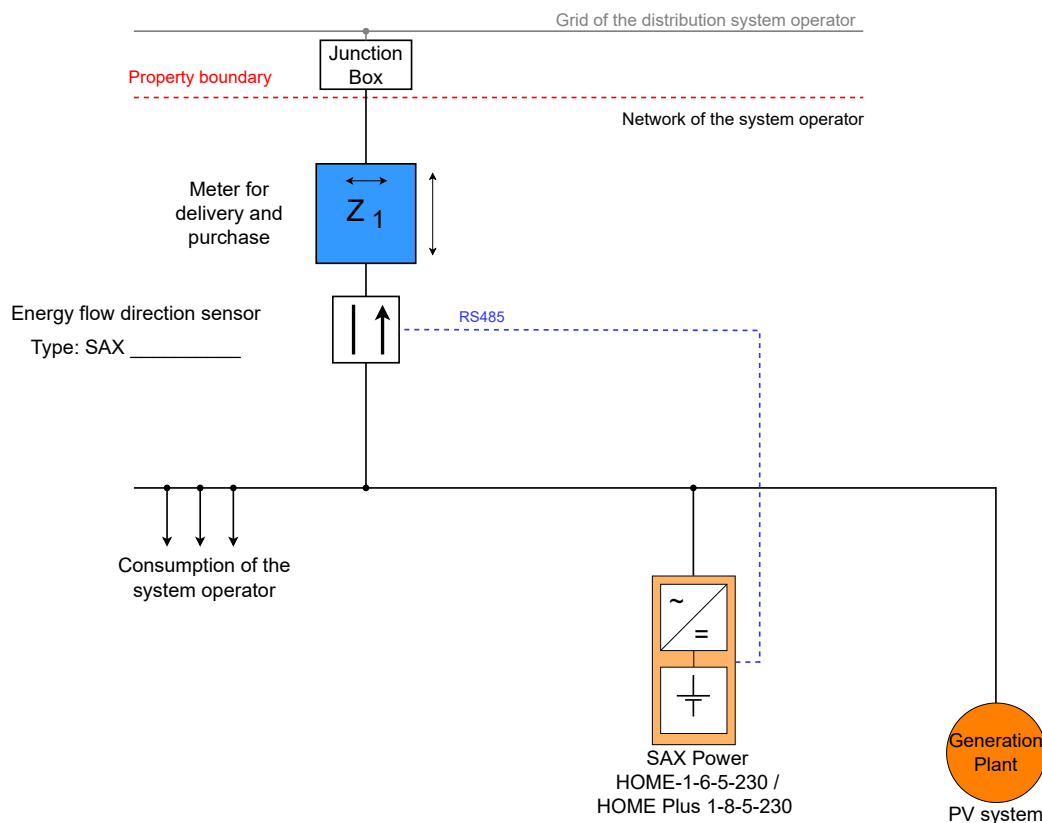 Grid of the distribution system operator
Junction
Box
Property boundary
Network of the system operator
Meter for
delivery and
purchase
Z 1
Energy flow direction sensor
Type: SAX __________
RS485
Consumption of the
system operator
~
=
SAX Power
HOME-1-6-5-230 /
HOME Plus 1-8-5-230
Generation
Plant
PV system